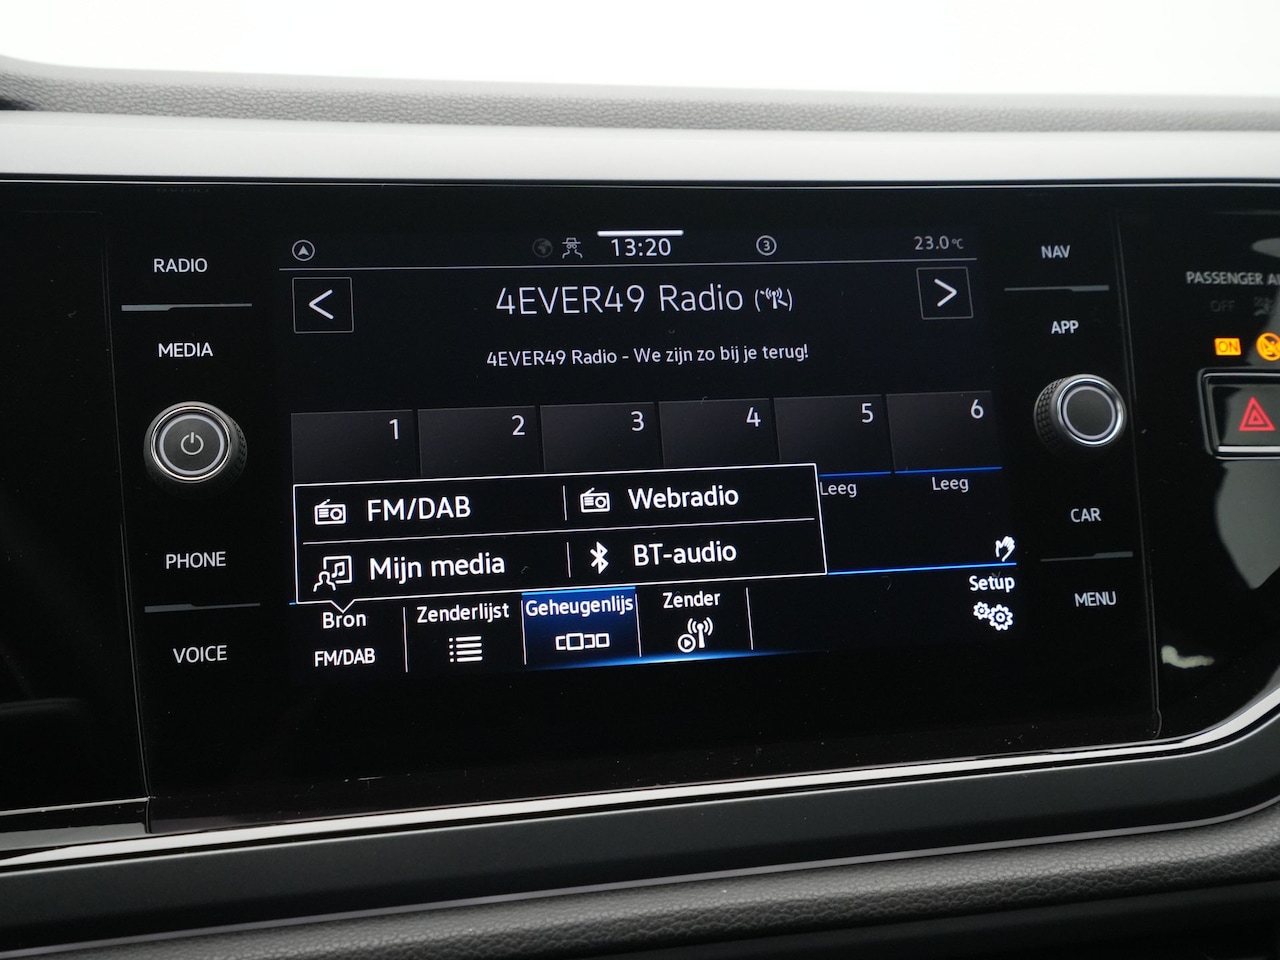 RADIO
MEDIA
PHONE
VOICE
13:20
3
23.0°C
4EVER49 Radio
4EVER49 Radio - We zijn zo bij je terug!
1 2 3 4 5 6
Leeg Leeg
FM/DAB Webradio
Mijn media BT-audio
Bron Zenderlijst Geheugenlijs Zender Setup
FM/DAB
NAV
APP
CAR
MENU
PASSENGER
OFF
ON